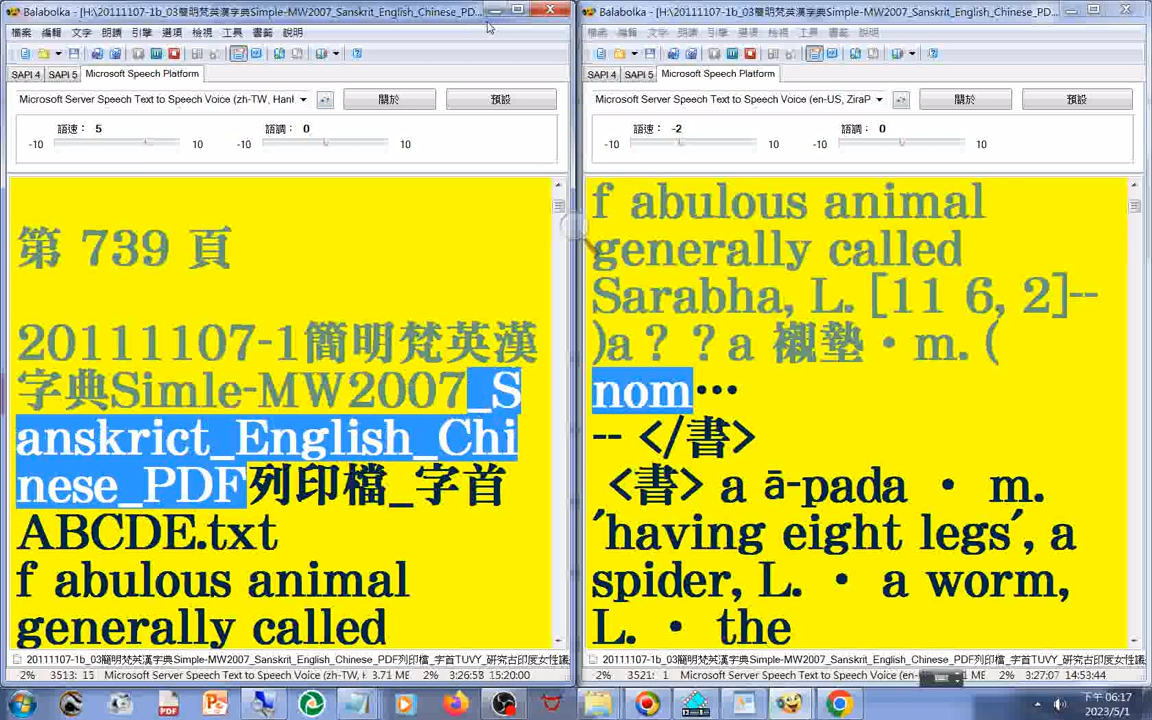 Balabolka - [H:\20111107-1b_03簡明梵英漢字典Simple-MW2007_Sanskrit_English_Chinese_PD...
檔案 編輯 文字 朗讀 引擎 選項 檢視 工具 書籤 說明
SAPI 4 SAPI 5 Microsoft Speech Platform
Microsoft Server Speech Text to Speech Voice (zh-TW, Hanl 關於 預設
語速： 5 語調： 0
-10 10 -10 10
第 739 頁
20111107-1簡明梵英漢
字典Simle-MW2007_S
anskrict_English_Chi
nese_PDF列印檔_字首
ABCDE.txt
f abulous animal
generally called
20111107-1b_03簡明梵英漢字典Simple-MW2007_Sanskrit_English_Chinese_PDF列印檔_字首TUVY_研究古印度女性議
2% 3513: 15 Microsoft Server Speech Text to Speech Voice (zh-TW, H 3.71 ME 2% 3:26:58 15:20:00
Balabolka - [H:\20111107-1b_03簡明梵英漢字典Simple-MW2007_Sanskrit_English_Chinese_PD...
檔案 編輯 文字 朗讀 引擎 選項 檢視 工具 書籤 說明
SAPI 4 SAPI 5 Microsoft Speech Platform
Microsoft Server Speech Text to Speech Voice (en-US, ZiraP 關於 預設
語速： -2 語調： 0
-10 10 -10 10
f abulous animal
generally called
Sarabha, L. [11 6, 2]--
)a？？a 襯墊・m. (
nom…
-- </書>
<書> a ā-pada ・ m.
'having eight legs', a
spider, L. ・ a worm,
L. ・ the
20111107-1b_03簡明梵英漢字典Simple-MW2007_Sanskrit_English_Chinese_PDF列印檔_字首TUVY_研究古印度女性議
2% 3521: 1 Microsoft Server Speech Text to Speech Voice (en-US, 2% 3:27:07 14:53:44
下午 06:17
2023/5/1